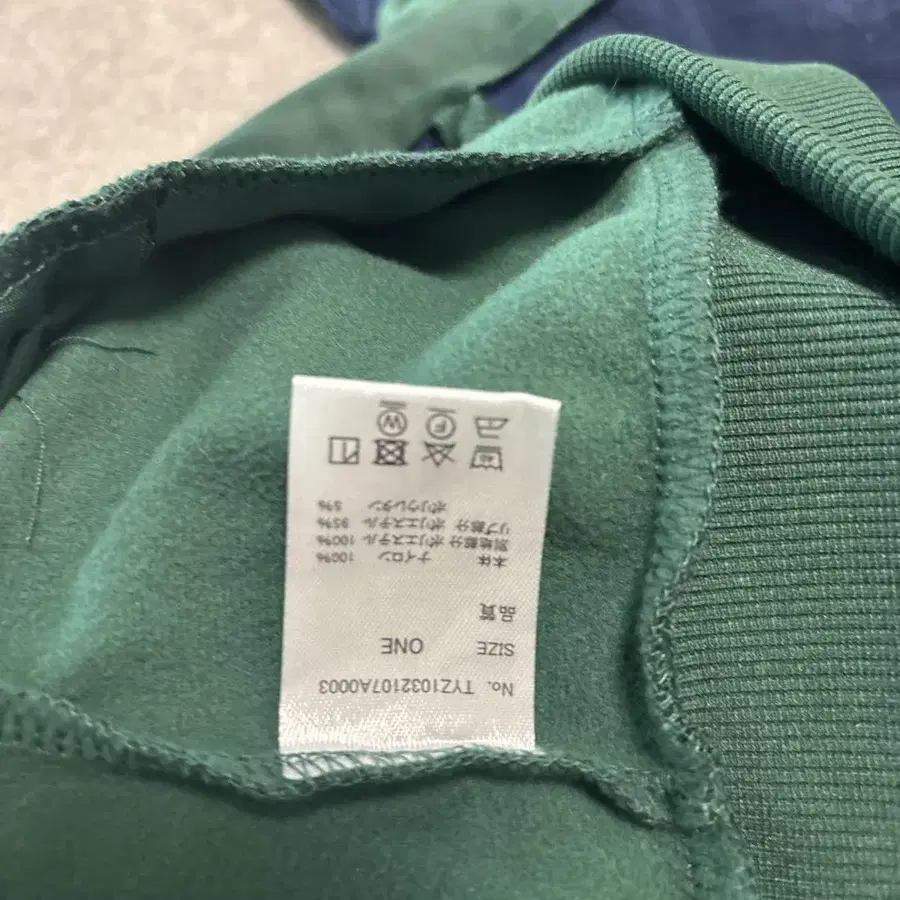 No. TYZ1032107A0003
SIZE ONE
品質
本体 ナイロン 100%
別格部分 ポリエステル 100%
リブ部分 ポリエステル 95%
ポリウレタン 5%
40
F
W